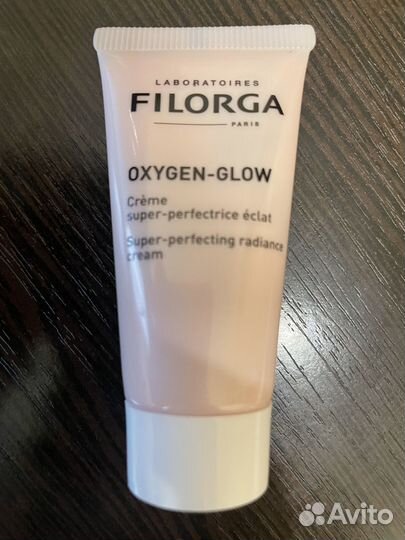 LABORATOIRES
FILORGA
PARIS
OXYGEN-GLOW
Crème
super-perfectrice éclat
Super-perfecting radiance
cream
Avito